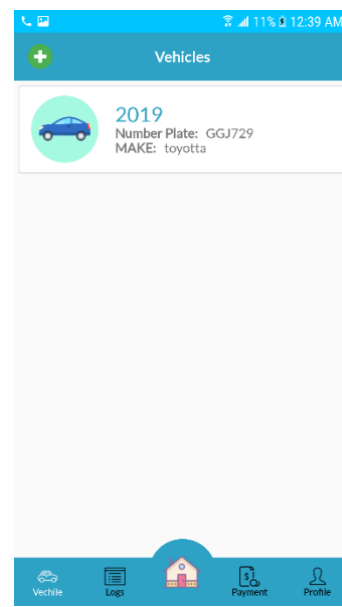 11% 12:39 AM
Vehicles
2019
Number Plate: GGJ729
MAKE: toyotta
Vechile Logs Payment Profile